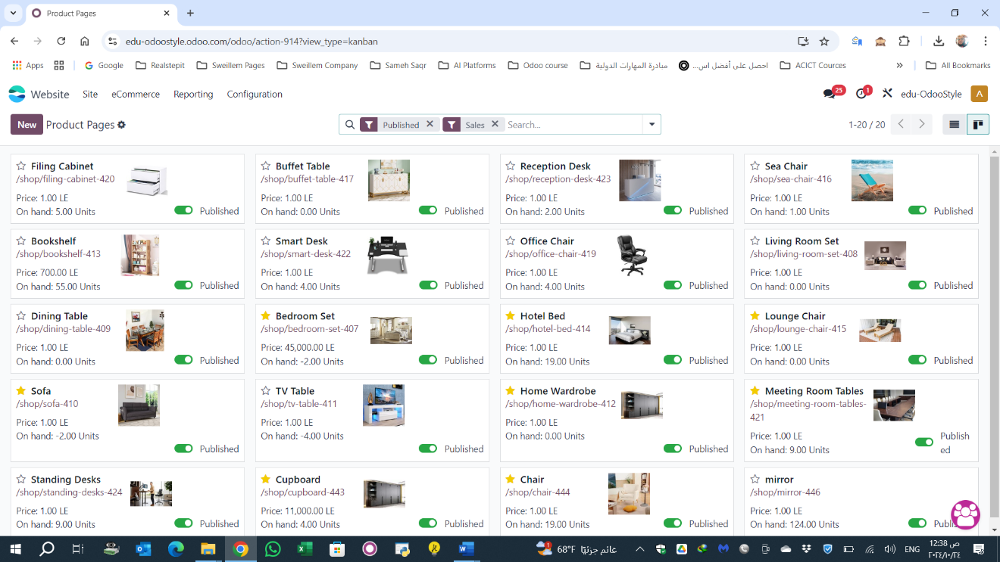 Product Pages
edu-odoostyle.odoo.com/odoo/action-914?view_type=kanban
Apps Google Realstepit Sweillem Pages Sweillem Company Sameh Saqr AI Platforms Odoo course مبادرة المهارات الدولية احصل على أفضل اس... ACICT Cources » All Bookmarks
Website Site eCommerce Reporting Configuration 25 1 edu-OdooStyle A
New Product Pages Published Sales Search... 1-20 / 20
Filing Cabinet
/shop/filing-cabinet-420
Price: 1.00 LE
On hand: 5.00 Units Published
Buffet Table
/shop/buffet-table-417
Price: 1.00 LE
On hand: 0.00 Units Published
Reception Desk
/shop/reception-desk-423
Price: 1.00 LE
On hand: 2.00 Units Published
Sea Chair
/shop/sea-chair-416
Price: 1.00 LE
On hand: 1.00 Units Published
Bookshelf
/shop/bookshelf-413
Price: 700.00 LE
On hand: 55.00 Units Published
Smart Desk
/shop/smart-desk-422
Price: 1.00 LE
On hand: 4.00 Units Published
Office Chair
/shop/office-chair-419
Price: 1.00 LE
On hand: 4.00 Units Published
Living Room Set
/shop/living-room-set-408
Price: 1.00 LE
On hand: 0.00 Units Published
Dining Table
/shop/dining-table-409
Price: 1.00 LE
On hand: 0.00 Units Published
Bedroom Set
/shop/bedroom-set-407
Price: 45,000.00 LE
On hand: -2.00 Units Published
Hotel Bed
/shop/hotel-bed-414
Price: 1.00 LE
On hand: 19.00 Units Published
Lounge Chair
/shop/lounge-chair-415
Price: 1.00 LE
On hand: 0.00 Units Published
Sofa
/shop/sofa-410
Price: 1.00 LE
On hand: -2.00 Units
Published
TV Table
/shop/tv-table-411
Price: 1.00 LE
On hand: -4.00 Units
Published
Home Wardrobe
/shop/home-wardrobe-412
Price: 1.00 LE
On hand: 0.00 Units
Published
Meeting Room Tables
/shop/meeting-room-tables-
421
Price: 1.00 LE Publish
On hand: 9.00 Units ed
Standing Desks
/shop/standing-desks-424
Price: 1.00 LE
On hand: 9.00 Units Published
Cupboard
/shop/cupboard-443
Price: 11,000.00 LE
On hand: 4.00 Units Published
Chair
/shop/chair-444
Price: 1.00 LE
On hand: 19.00 Units Published
mirror
/shop/mirror-446
Price: 1.00 LE
On hand: 124.00 Units Publi
1 68°F غائم جزئيًا ENG 12:38 ص
٢٠٢٤/١٠/٢٤